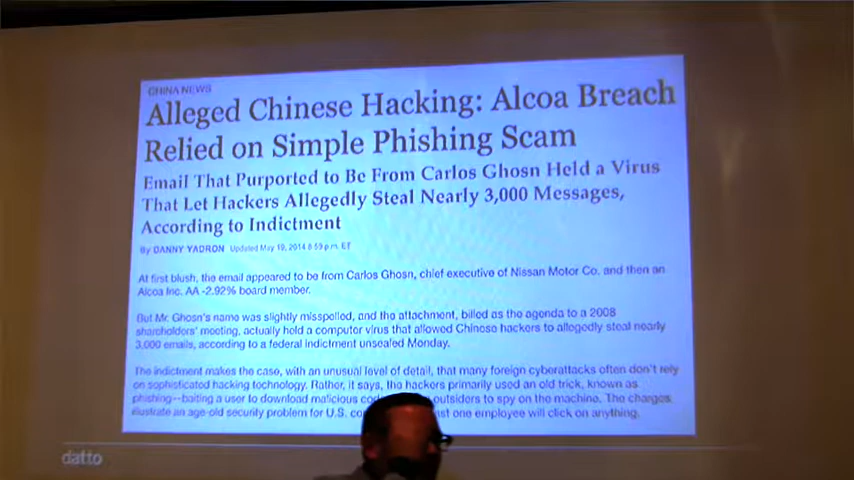 CHINA NEWS
Alleged Chinese Hacking: Alcoa Breach
Relied on Simple Phishing Scam
Email That Purported to Be From Carlos Ghosn Held a Virus
That Let Hackers Allegedly Steal Nearly 3,000 Messages,
According to Indictment
By DANNY YADRON Updated May 19, 2014 8:59 p.m. ET
At first blush, the email appeared to be from Carlos Ghosn, chief executive of Nissan Motor Co. and then an
Alcoa Inc. AA -2.92% board member.
But Mr. Ghosn's name was slightly misspelled, and the attachment, billed as the agenda to a 2008
shareholders' meeting, actually held a computer virus that allowed Chinese hackers to allegedly steal nearly
3,000 emails, according to a federal indictment unsealed Monday.
The indictment makes the case, with an unusual level of detail, that many foreign cyberattacks often don't rely
on sophisticated hacking technology. Rather, it says, the hackers primarily used an old trick, known as
phishing--baiting a user to download malicious outsiders to spy on the machine. The charges
illustrate an age-old security problem for U.S. one employee will click on anything.
datto